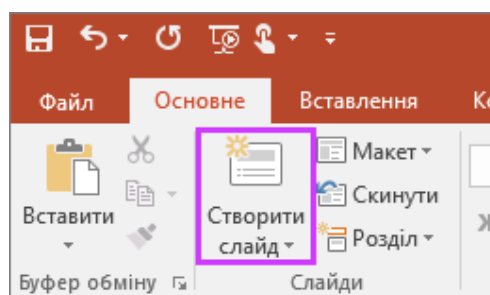 Файл Основне Вставлення
Макет
Скинути
Вставити Створити
слайд Розділ
Буфер обміну Слайди